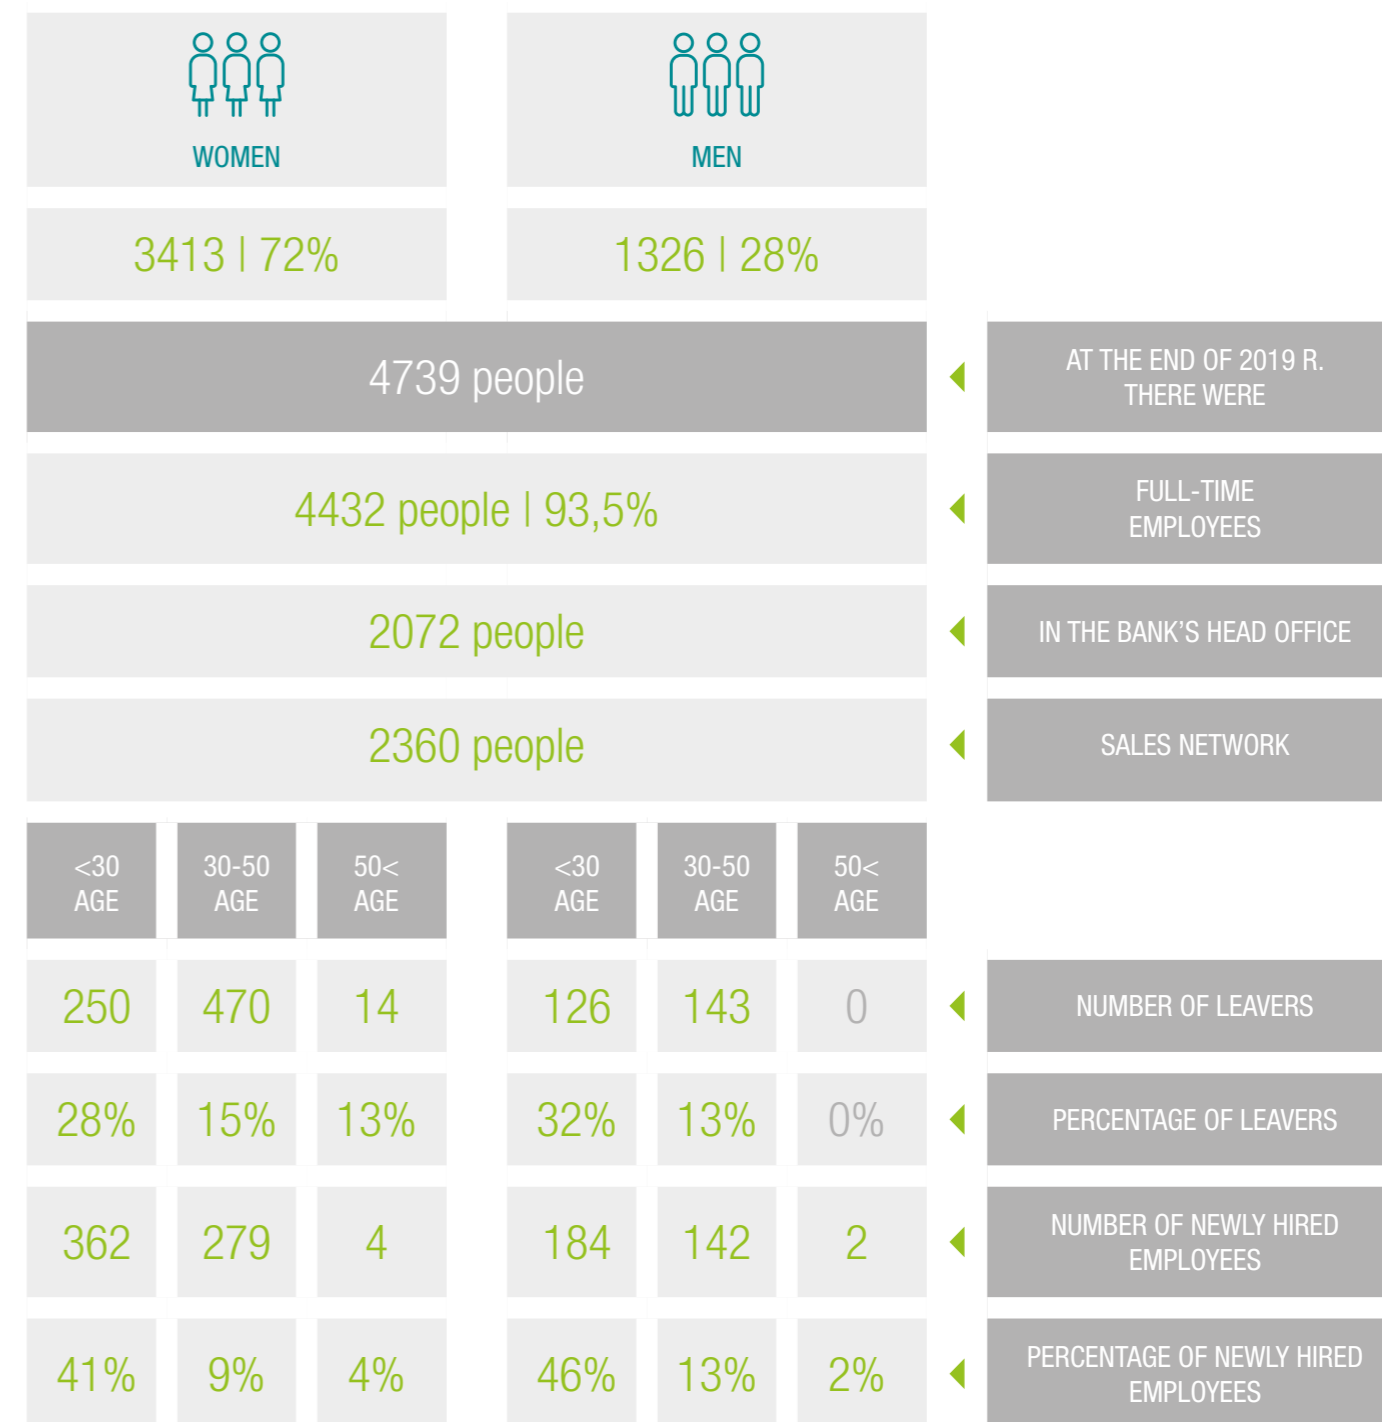 WOMEN
MEN
3413 | 72%
1326 | 28%
4739 people
AT THE END OF 2019 R.
THERE WERE
4432 people | 93,5%
FULL-TIME
EMPLOYEES
2072 people
IN THE BANK'S HEAD OFFICE
2360 people
SALES NETWORK
<30
AGE
30-50
AGE
50<
AGE
<30
AGE
30-50
AGE
50<
AGE
250 470 14 126 143 0
NUMBER OF LEAVERS
28% 15% 13% 32% 13% 0%
PERCENTAGE OF LEAVERS
362 279 4 184 142 2
NUMBER OF NEWLY HIRED
EMPLOYEES
41% 9% 4% 46% 13% 2%
PERCENTAGE OF NEWLY HIRED
EMPLOYEES